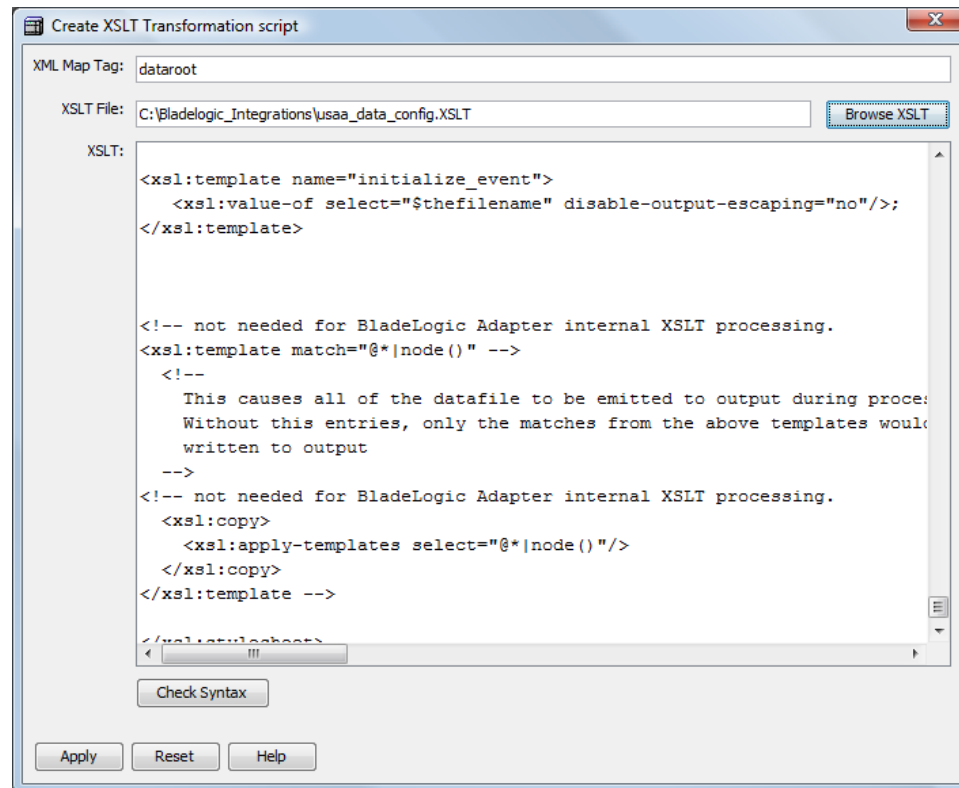 Create XSLT Transformation script
XML Map Tag: dataroot
XSLT File: C:\Bladelogic_Integrations\usaa_data_config.XSLT Browse XSLT
XSLT:
<xsl:template name="initialize_event">
<xsl:value-of select="$thefilename" disable-output-escaping="no"/>;
</xsl:template>
<!-- not needed for BladeLogic Adapter internal XSLT processing.
<xsl:template match="@*|node()" -->
<!--
This causes all of the datafile to be emitted to output during
Without this entries, only the matches from the above templates
written to output
-->
<!-- not needed for BladeLogic Adapter internal XSLT processing.
<xsl:copy>
<xsl:apply-templates select="@*|node()"/>
</xsl:copy>
</xsl:template -->
</xsl:stylesheet>
Check Syntax
Apply Reset Help